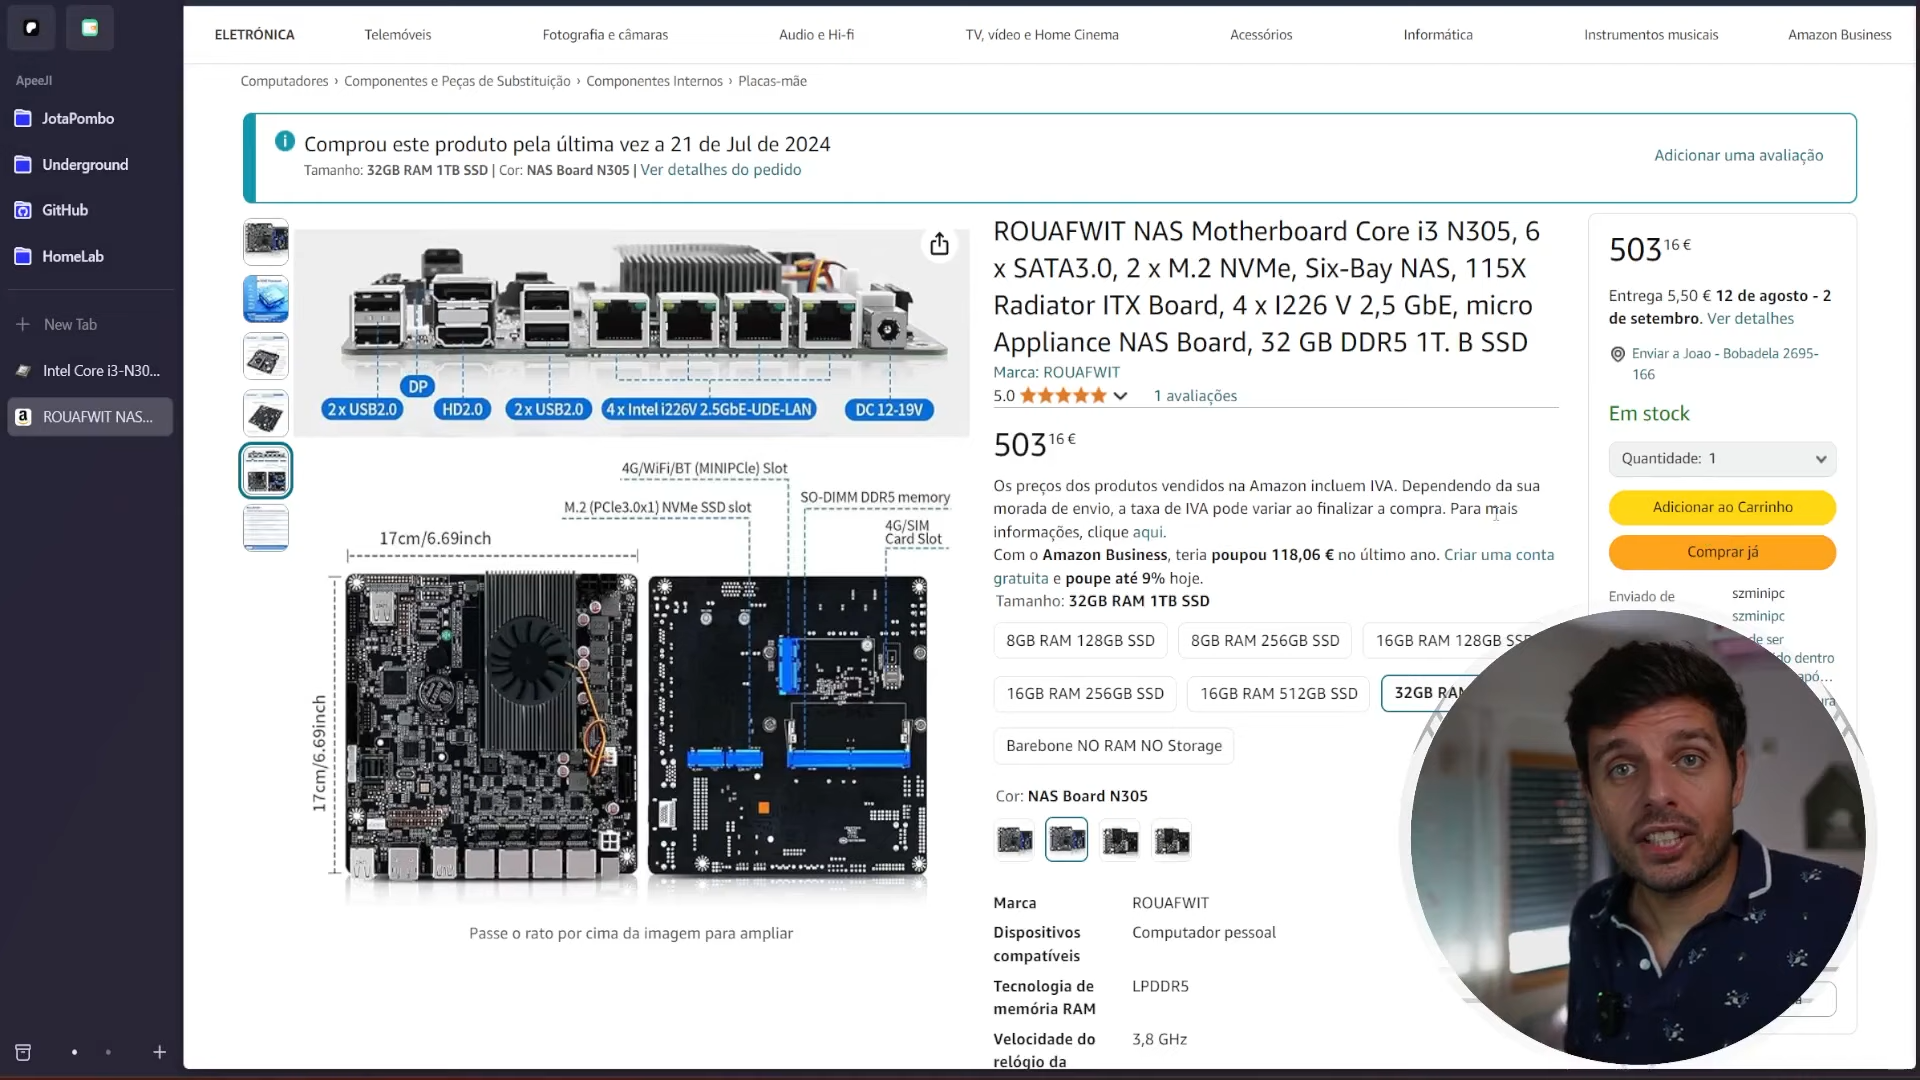 ApeeJI
JotaPombo
Underground
GitHub
HomeLab
New Tab
Intel Core i3-N30...
ROUAFWIT NAS...
ELETRÓNICA
Telemóveis
Fotografia e câmaras
Audio e Hi-fi
TV, vídeo e Home Cinema
Acessórios
Informática
Instrumentos musicais
Amazon Business
Computadores › Componentes e Peças de Substituição › Componentes Internos › Placas-mãe
Comprou este produto pela última vez a 21 de Jul de 2024
Tamanho: 32GB RAM 1TB SSD | Cor: NAS Board N305 | Ver detalhes do pedido
Adicionar uma avaliação
2 x USB2.0
DP
HD2.0
2 x USB2.0
4 x Intel i226V 2.5GbE-UDE-LAN
DC 12-19V
4G/WiFi/BT (MINIPCle) Slot
SO-DIMM DDR5 memory
M.2 (PCle3.0x1) NVMe SSD slot
4G/SIM
Card Slot
17cm/6.69inch
17cm/6.69inch
Passe o rato por cima da imagem para ampliar
ROUAFWIT NAS Motherboard Core i3 N305, 6
x SATA3.0, 2 x M.2 NVMe, Six-Bay NAS, 115X
Radiator ITX Board, 4 x I226 V 2,5 GbE, micro
Appliance NAS Board, 32 GB DDR5 1T. B SSD
Marca: ROUAFWIT
5.0
1 avaliações
503 16 €
Os preços dos produtos vendidos na Amazon incluem IVA. Dependendo da sua
morada de envio, a taxa de IVA pode variar ao finalizar a compra. Para mais
informações, clique aqui.
Com o Amazon Business, teria poupou 118,06 € no último ano. Criar uma conta
gratuita e poupe até 9% hoje.
Tamanho: 32GB RAM 1TB SSD
8GB RAM 128GB SSD
8GB RAM 256GB SSD
16GB RAM 128GB SSD
16GB RAM 256GB SSD
16GB RAM 512GB SSD
32GB RAM
Barebone NO RAM NO Storage
Cor: NAS Board N305
Marca
ROUAFWIT
Dispositivos
compatíveis
Computador pessoal
Tecnologia de
memória RAM
LPDDR5
Velocidade do
relógio da
3,8 GHz
503 16 €
Entrega 5,50 € 12 de agosto - 2
de setembro. Ver detalhes
Enviar a Joao - Bobadela 2695-
166
Em stock
Quantidade: 1
Adicionar ao Carrinho
Comprar já
Enviado de
szminipc
szminipc
de ser
do dentro